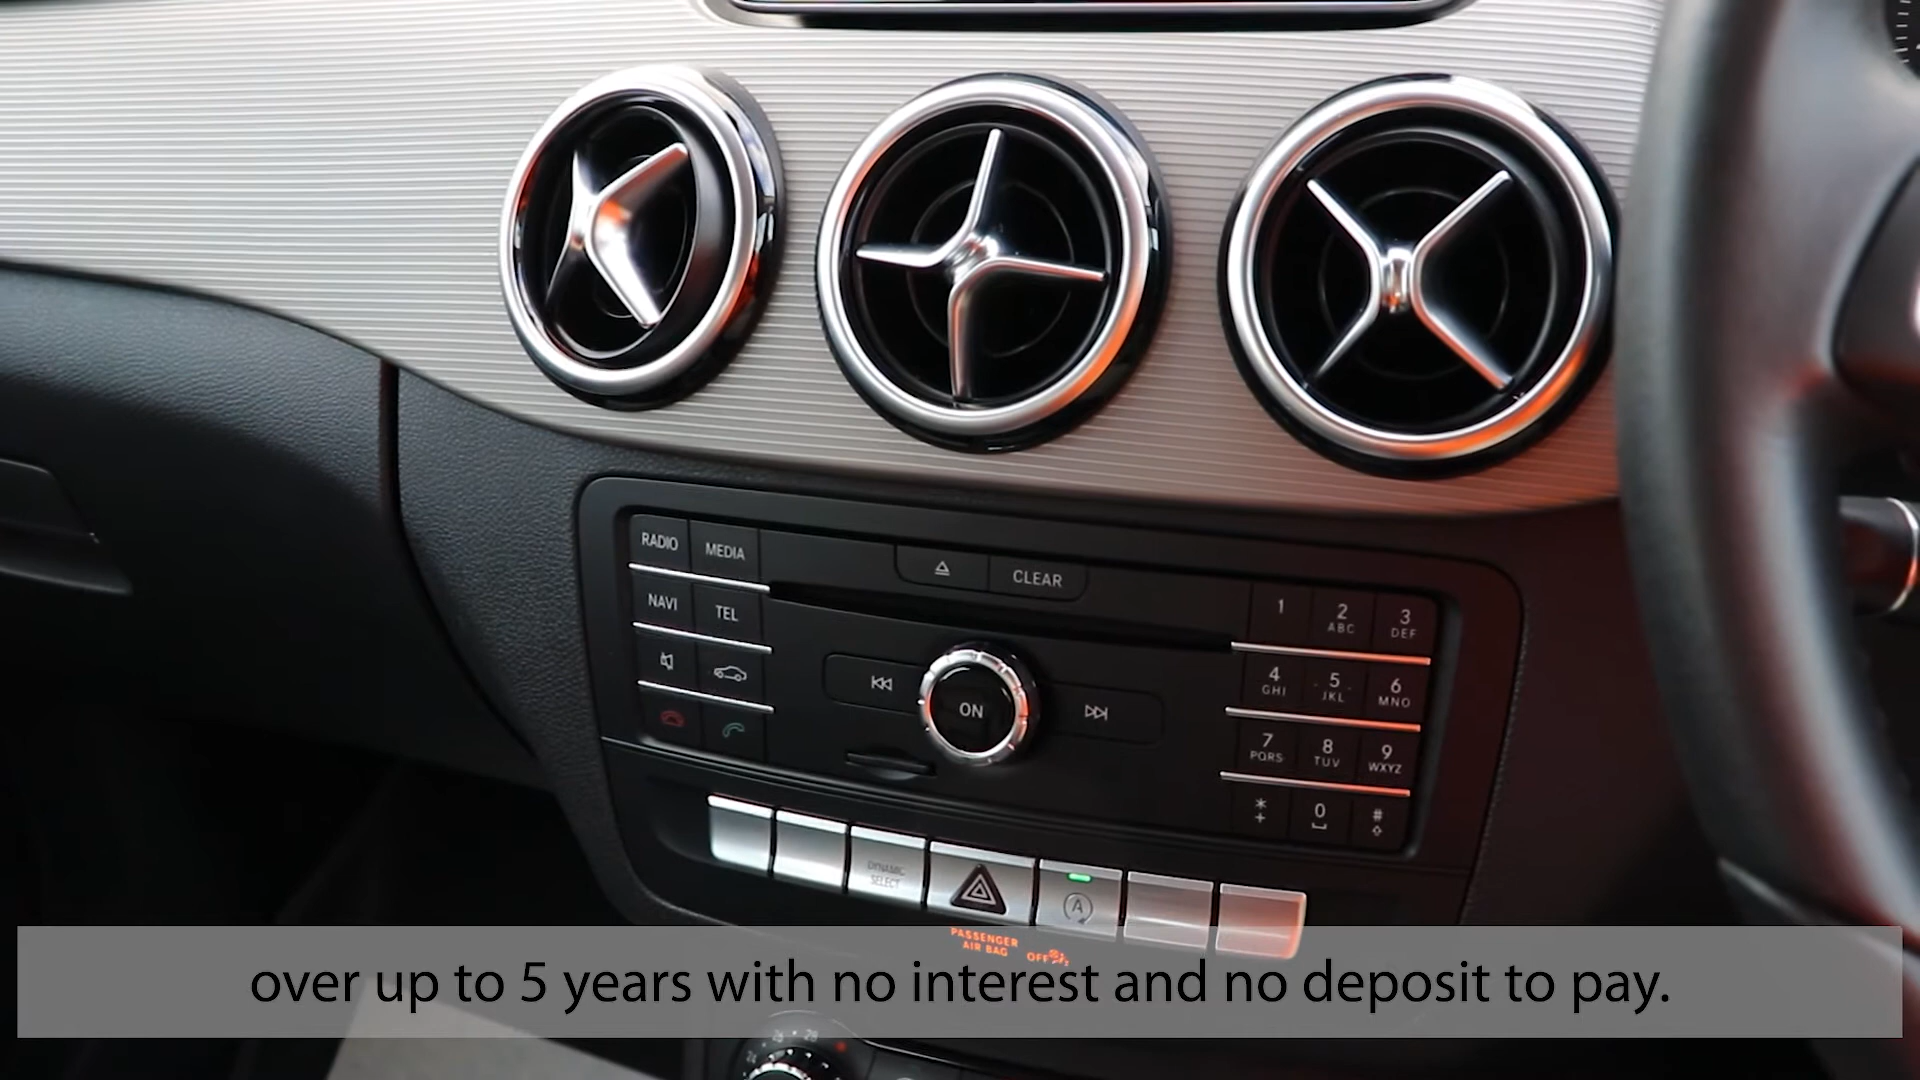 RADIO MEDIA
CLEAR
NAVI TEL
ON
1 2 ABC 3 DEF
4 GHI 5 JKL 6 MNO
7 PQRS 8 TUV 9 WXYZ
* + 0 #
DYNAMIC
SELECT
A
PASSENGER
AIR BAG OFF
over up to 5 years with no interest and no deposit to pay.